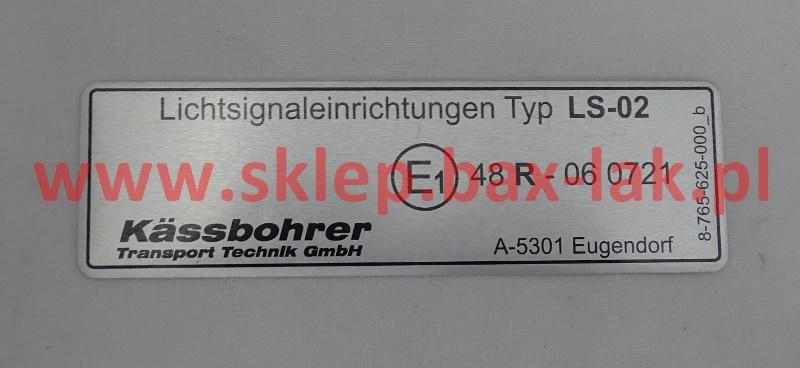 Lichtsignaleinrichtungen Typ LS-02
E1 48 R - 06 0721
www.sklep.bax-lak.pl
Kässbohrer
Transport Technik GmbH
A-5301 Eugendorf
8-765-625-000_b